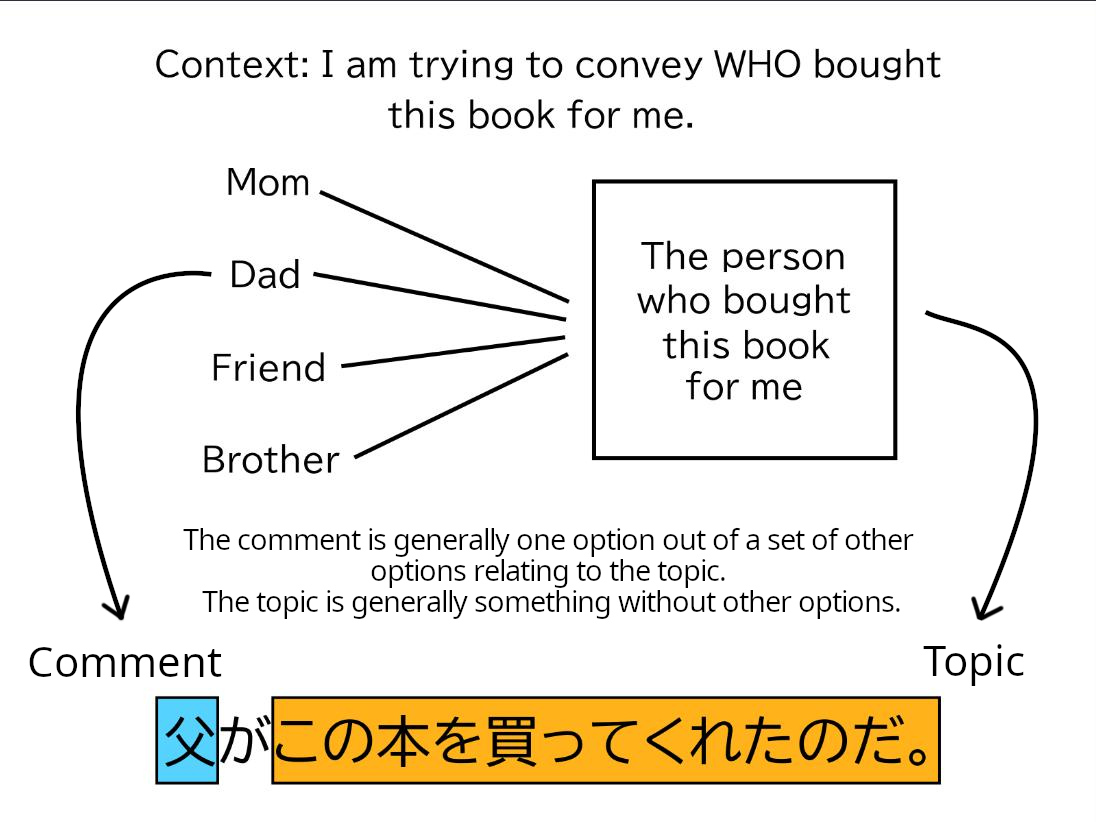 Context: I am trying to convey WHO bought
this book for me.
Mom
Dad
Friend
Brother
The person
who bought
this book
for me
The comment is generally one option out of a set of other
options relating to the topic.
The topic is generally something without other options.
Comment
Topic
父がこの本を買ってくれたのだ。